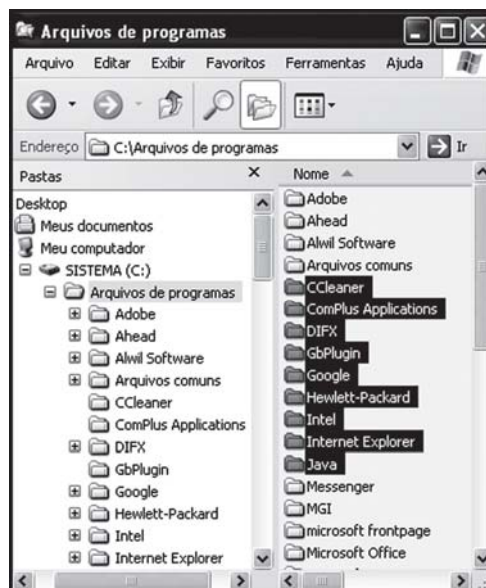 Arquivos de programas
Arquivo Editar Exibir Favoritos Ferramentas Ajuda
Endereço C:\Arquivos de programas Ir
Pastas
Desktop
Meus documentos
Meu computador
SISTEMA (C:)
Arquivos de programas
Adobe
Ahead
Alwil Software
Arquivos comuns
CCleaner
ComPlus Applications
DIFX
GbPlugin
Google
Hewlett-Packard
Intel
Internet Explorer
Nome
Adobe
Ahead
Alwil Software
Arquivos comuns
CCleaner
ComPlus Applications
DIFX
GbPlugin
Google
Hewlett-Packard
Intel
Internet Explorer
Java
Messenger
MGI
microsoft frontpage
Microsoft Office